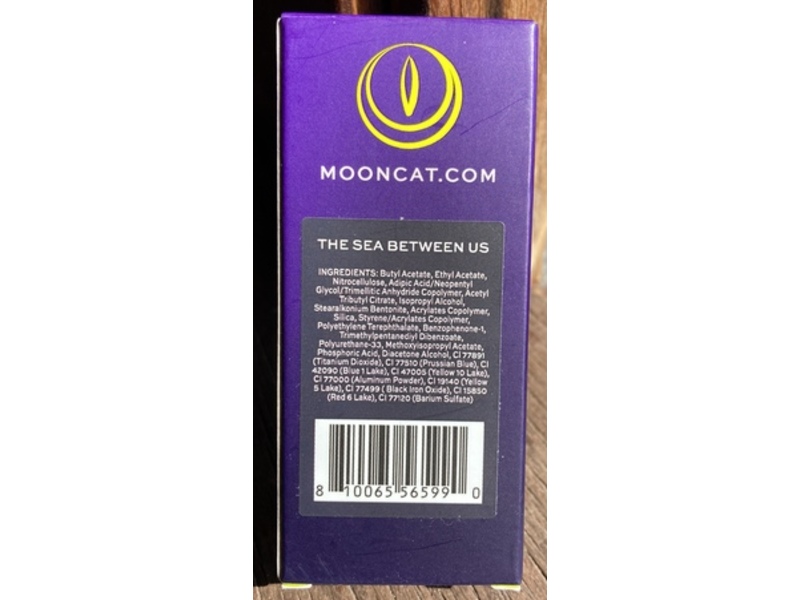 MOONCAT.COM
THE SEA BETWEEN US
INGREDIENTS: Butyl Acetate, Ethyl Acetate,
Nitrocellulose, Adipic Acid/Neopentyl
Glycol/Trimellitic Anhydride Copolymer, Acetyl
Tributyl Citrate, Isopropyl Alcohol,
Stearalkonium Bentonite, Acrylates Copolymer,
Silica, Styrene/Acrylates Copolymer,
Polyethylene Terephthalate, Benzophenone-1,
Trimethylpentanediyl Dibenzoate,
Polyurethane-33, Methoxyisopropyl Acetate,
Phosphoric Acid, Diacetone Alcohol, CI 77891
(Titanium Dioxide), CI 77510 (Prussian Blue), CI
42090 (Blue 1 Lake), CI 47005 (Yellow 10 Lake),
CI 77000 (Aluminum Powder), CI 19140 (Yellow
5 Lake), CI 77499 ( Black Iron Oxide), CI 15850
(Red 6 Lake), CI 77120 (Barium Sulfate)
8 10065 56599 0